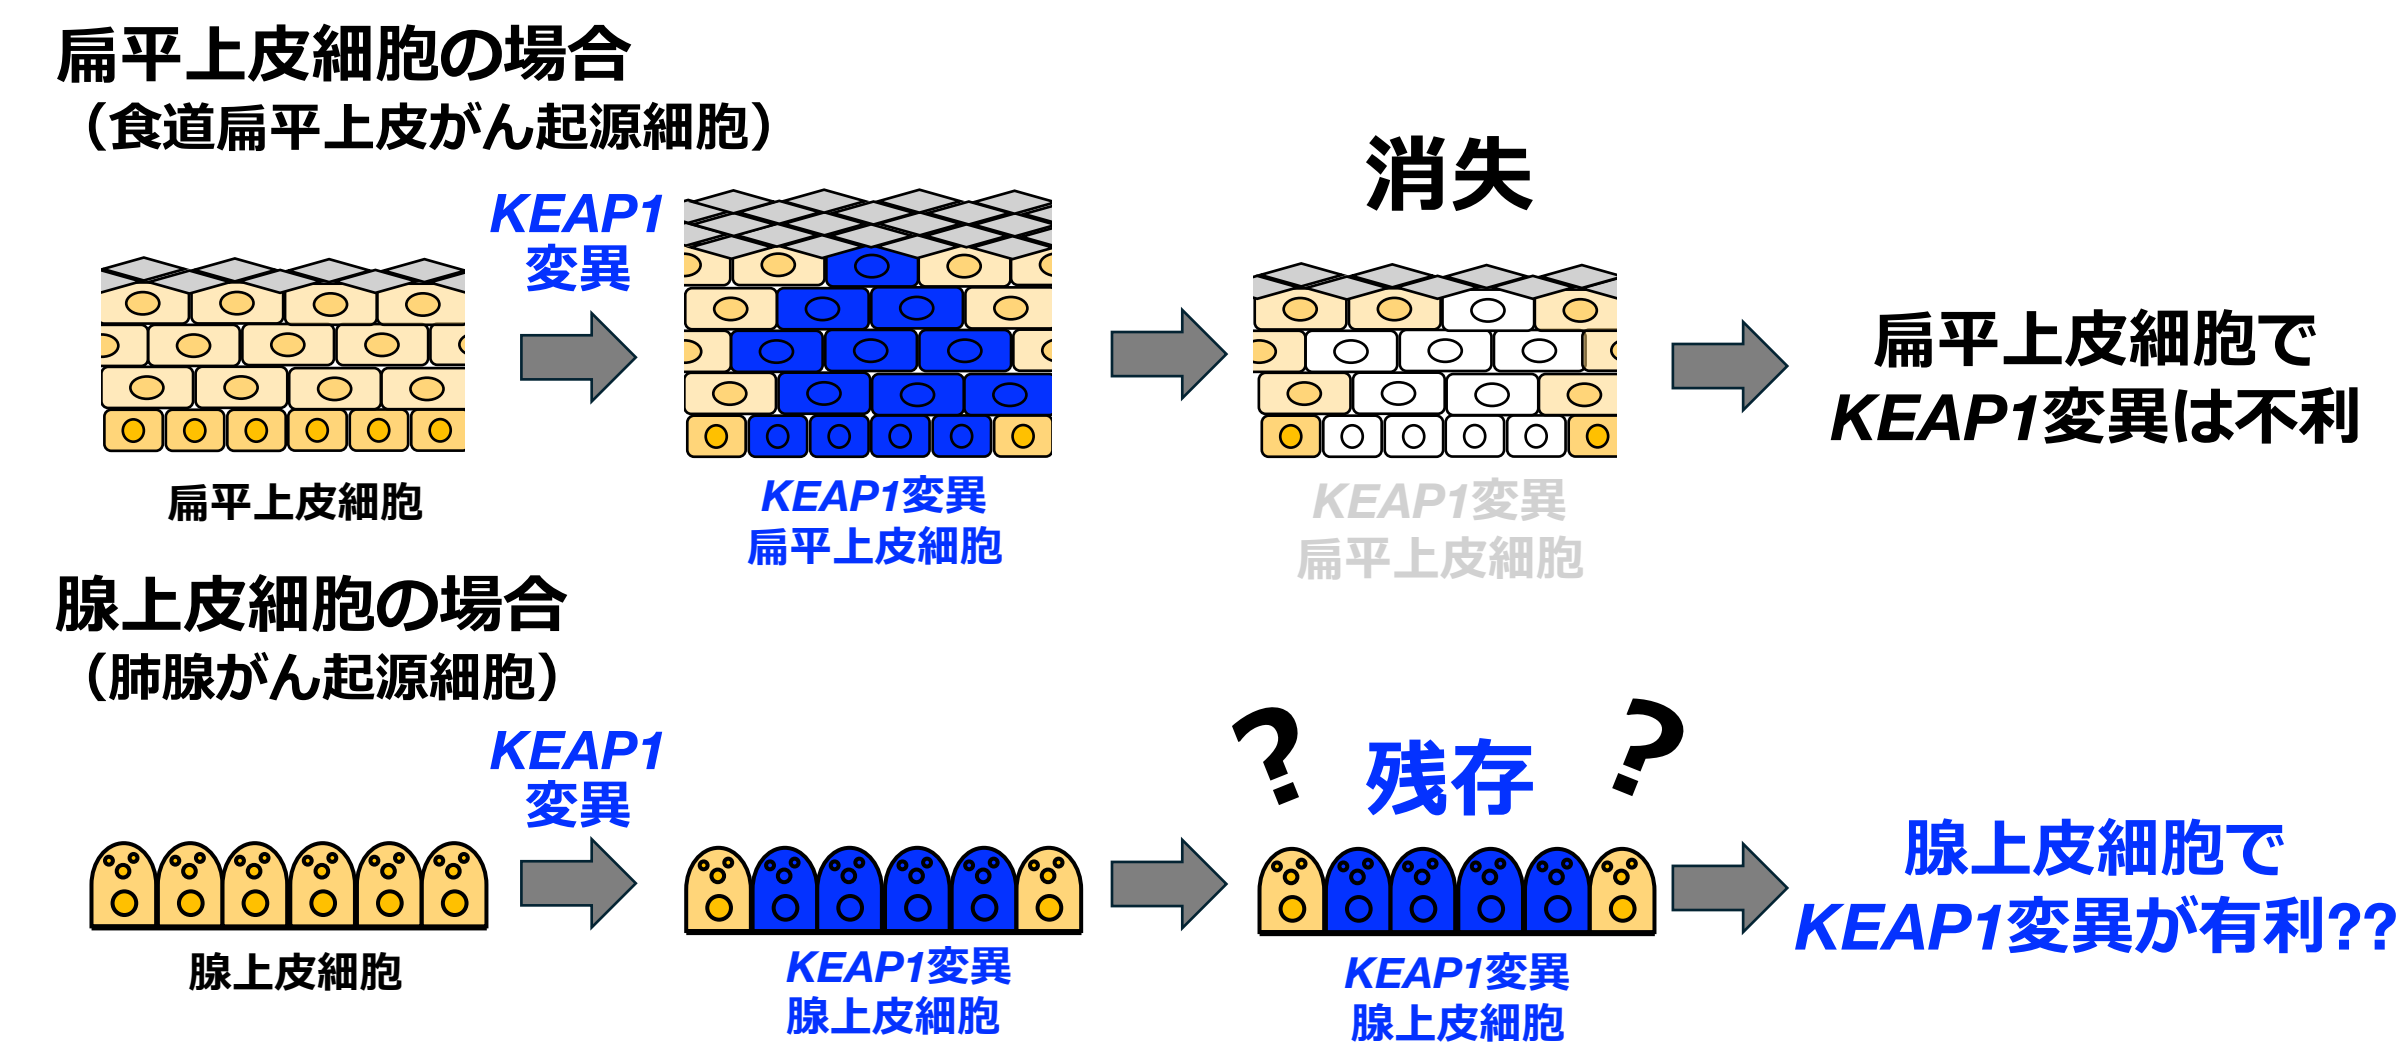 扁平上皮細胞の場合
（食道扁平上皮がん起源細胞）
KEAP1
変異
消失
扁平上皮細胞で
KEAP1変異は不利
扁平上皮細胞
KEAP1変異
扁平上皮細胞
KEAP1変異
扁平上皮細胞
腺上皮細胞の場合
（肺腺がん起源細胞）
KEAP1
変異
? 残存 ?
腺上皮細胞で
KEAP1変異が有利??
腺上皮細胞
KEAP1変異
腺上皮細胞
KEAP1変異
腺上皮細胞